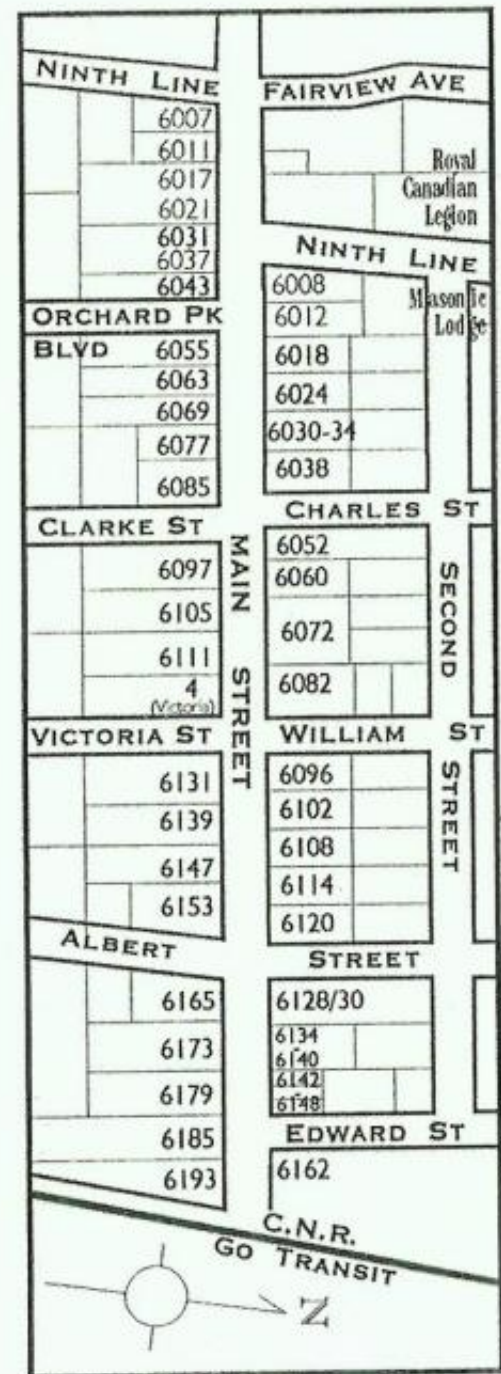 NINTH LINE
FAIRVIEW AVE
6007
6011
6017
6021
6031
6037
6043
Royal
Canadian
Legion
NINTH LINE
ORCHARD PK
BLVD
6055
6063
6069
6077
6085
6008
6012
6018
6024
6030-34
6038
Masonic
Lodge
CLARKE ST
CHARLES ST
MAIN STREET
SECOND STREET
6097
6105
6111
4
(Victoria)
6052
6060
6072
6082
VICTORIA ST
WILLIAM ST
6131
6139
6147
6153
6096
6102
6108
6114
6120
ALBERT STREET
6165
6173
6179
6185
6193
6128/30
6134
-
6140
6142
-
6148
EDWARD ST
6162
C.N.R.
GO TRANSIT
N